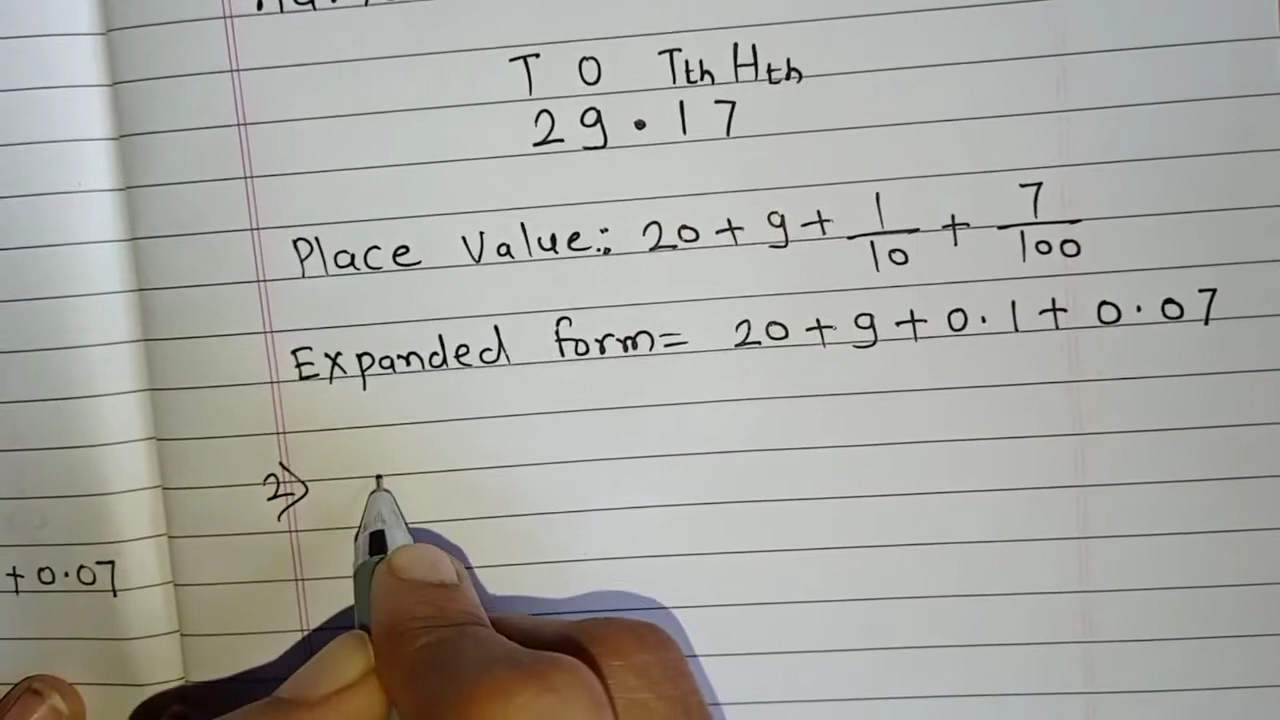 T O Tth Hth
29.17
Place Value:: 20 + 9 + 1/10 + 7/100
Expanded form= 20 + 9 + 0.1 + 0.07
2)
+ 0.07